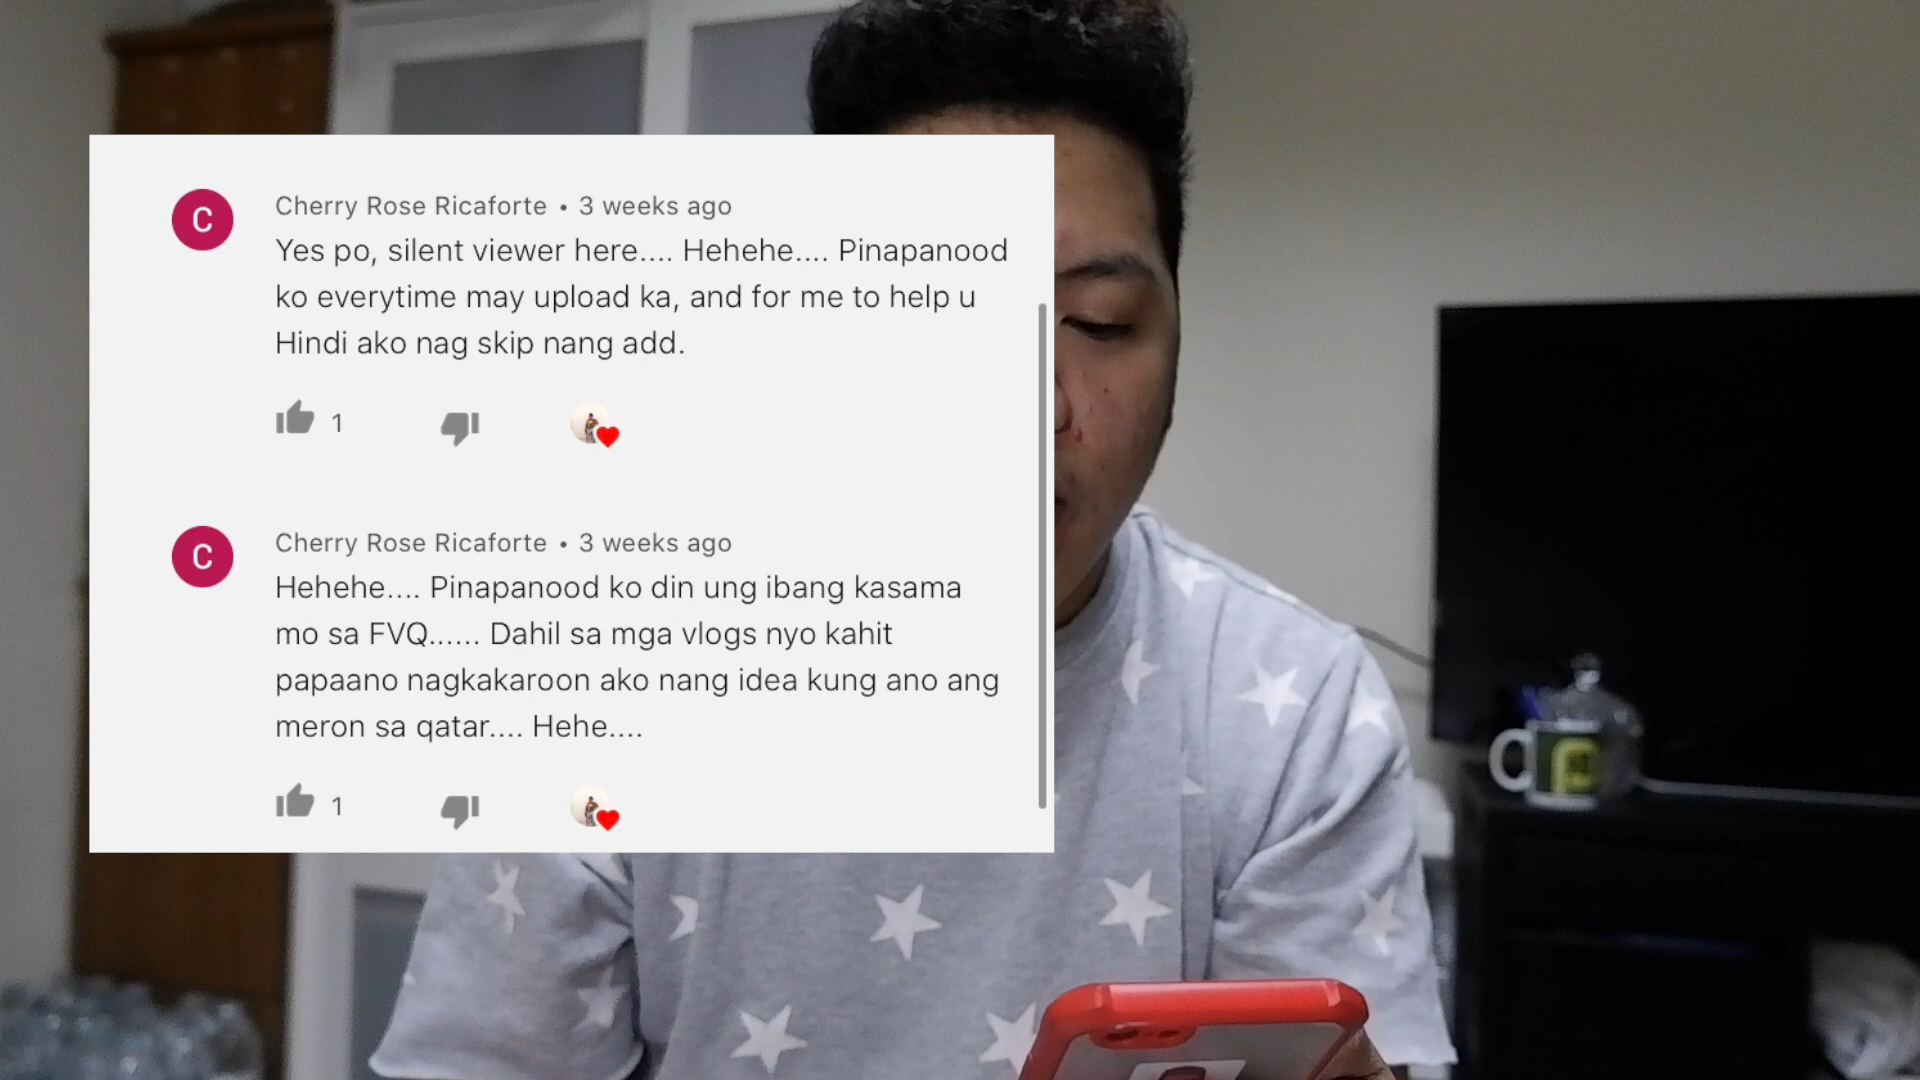 C
Cherry Rose Ricaforte • 3 weeks ago
Yes po, silent viewer here.... Hehehe.... Pinapanood
ko everytime may upload ka, and for me to help u
Hindi ako nag skip nang add.
1
C
Cherry Rose Ricaforte • 3 weeks ago
Hehehe.... Pinapanood ko din ung ibang kasama
mo sa FVQ...... Dahil sa mga vlogs nyo kahit
papaano nagkakaroon ako nang idea kung ano ang
meron sa qatar.... Hehe....
1